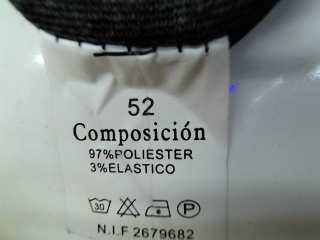 52
Composición
97%POLIESTER
3%ELASTICO
30 P
N.I.F 2679682